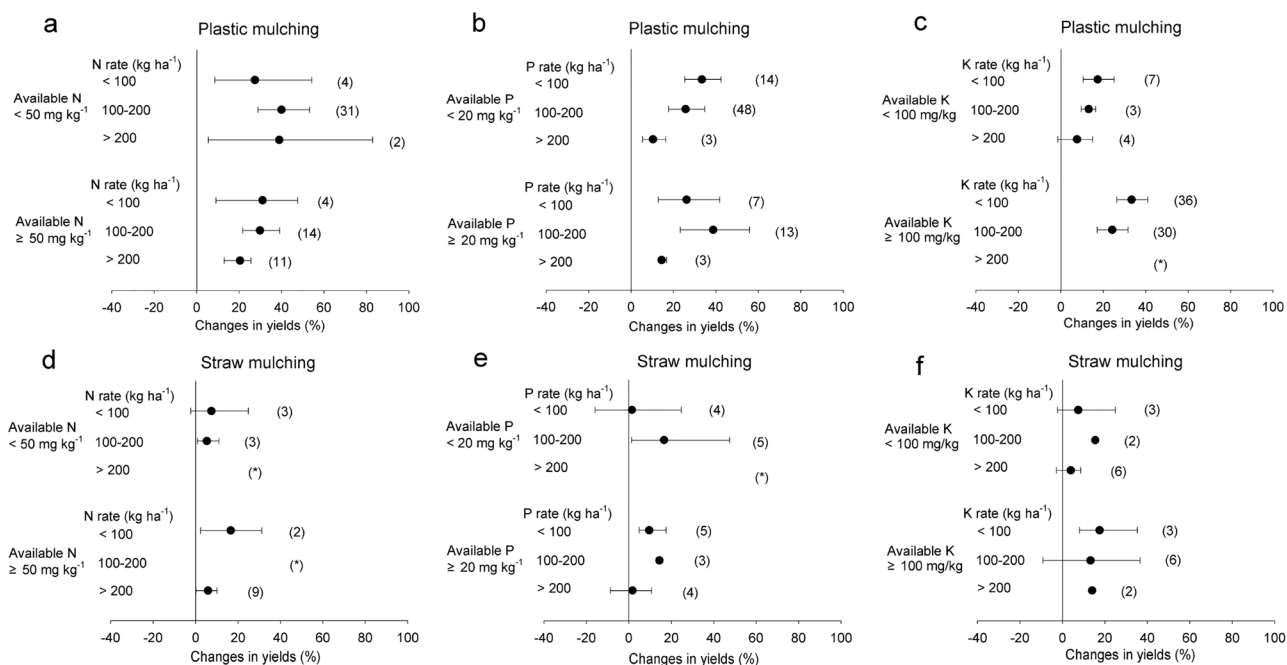 a
Plastic mulching
N rate (kg ha-1)
Available N
< 50 mg kg-1
< 100
(4)
100-200
(31)
> 200
(2)
Available N
≥ 50 mg kg-1
N rate (kg ha-1)
< 100
(4)
100-200
(14)
> 200
(11)
-40 -20 0 20 40 60 80 100
Changes in yields (%)
b
Plastic mulching
P rate (kg ha-1)
Available P
< 20 mg kg-1
< 100
(14)
100-200
(48)
> 200
(3)
Available P
≥ 20 mg kg-1
P rate (kg ha-1)
< 100
(7)
100-200
(13)
> 200
(3)
-40 -20 0 20 40 60 80 100
Changes in yields (%)
c
Plastic mulching
K rate (kg ha-1)
Available K
< 100 mg/kg
< 100
(7)
100-200
(3)
> 200
(4)
Available K
≥ 100 mg/kg
K rate (kg ha-1)
< 100
(36)
100-200
(30)
> 200
(*)
-40 -20 0 20 40 60 80 100
Changes in yields (%)
d
Straw mulching
N rate (kg ha-1)
Available N
< 50 mg kg-1
< 100
(3)
100-200
(3)
> 200
(*)
Available N
≥ 50 mg kg-1
N rate (kg ha-1)
< 100
(2)
100-200
(*)
> 200
(9)
-40 -20 0 20 40 60 80 100
Changes in yields (%)
e
Straw mulching
P rate (kg ha-1)
Available P
< 20 mg kg-1
< 100
(4)
100-200
(5)
> 200
(*)
Available P
≥ 20 mg kg-1
P rate (kg ha-1)
< 100
(5)
100-200
(3)
> 200
(4)
-40 -20 0 20 40 60 80 100
Changes in yields (%)
f
Straw mulching
K rate (kg ha-1)
Available K
< 100 mg/kg
< 100
(3)
100-200
(2)
> 200
(6)
Available K
≥ 100 mg/kg
K rate (kg ha-1)
< 100
(3)
100-200
(6)
> 200
(2)
-40 -20 0 20 40 60 80 100
Changes in yields (%)